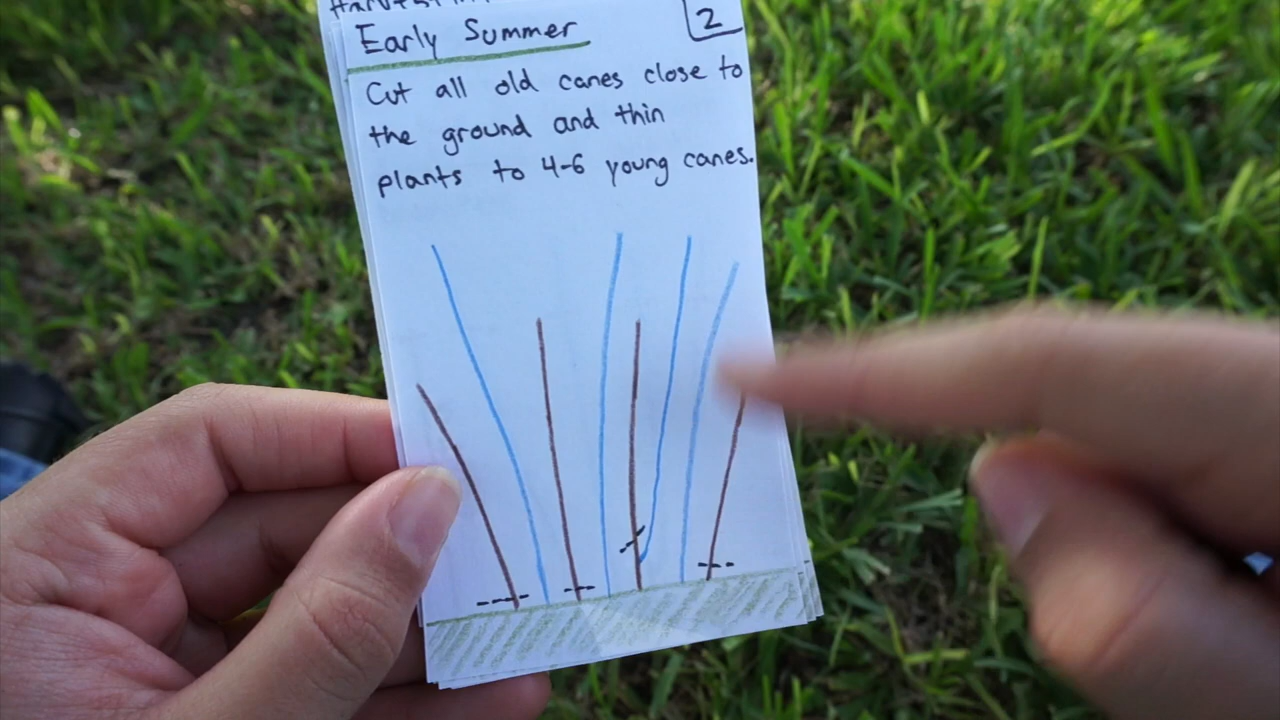 Early Summer
2
Cut all old canes close to
the ground and thin
plants to 4-6 young canes.